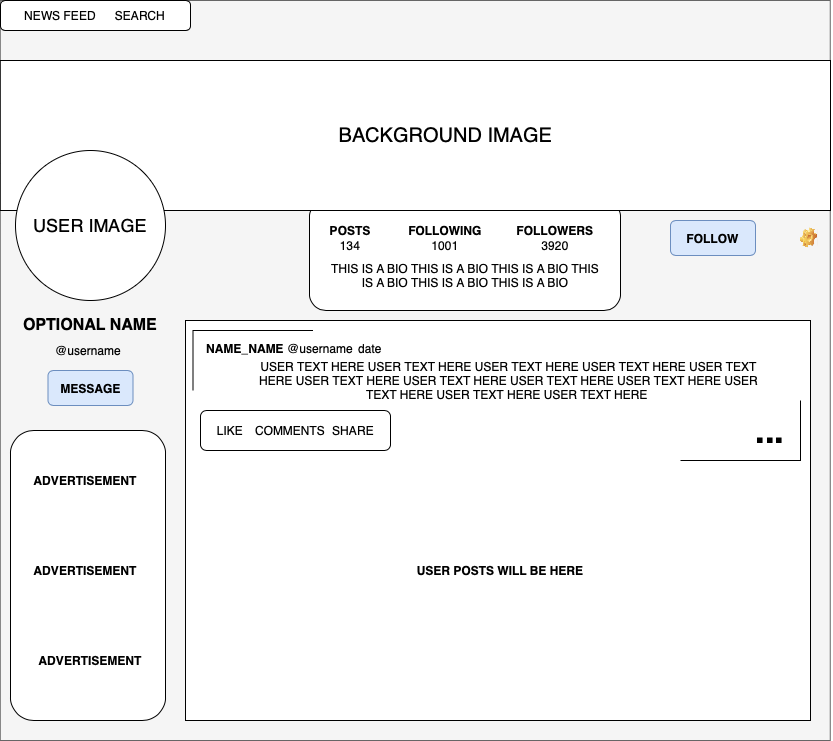 NEWS FEED SEARCH
BACKGROUND IMAGE
USER IMAGE
POSTS FOLLOWING FOLLOWERS
134 1001 3920
THIS IS A BIO THIS IS A BIO THIS IS A BIO THIS
IS A BIO THIS IS A BIO THIS IS A BIO
FOLLOW
OPTIONAL NAME
@username
MESSAGE
ADVERTISEMENT
ADVERTISEMENT
ADVERTISEMENT
NAME_NAME @username date
USER TEXT HERE USER TEXT HERE USER TEXT HERE USER TEXT HERE USER TEXT
HERE USER TEXT HERE USER TEXT HERE USER TEXT HERE USER TEXT HERE USER
TEXT HERE USER TEXT HERE USER TEXT HERE
LIKE COMMENTS SHARE
...
USER POSTS WILL BE HERE